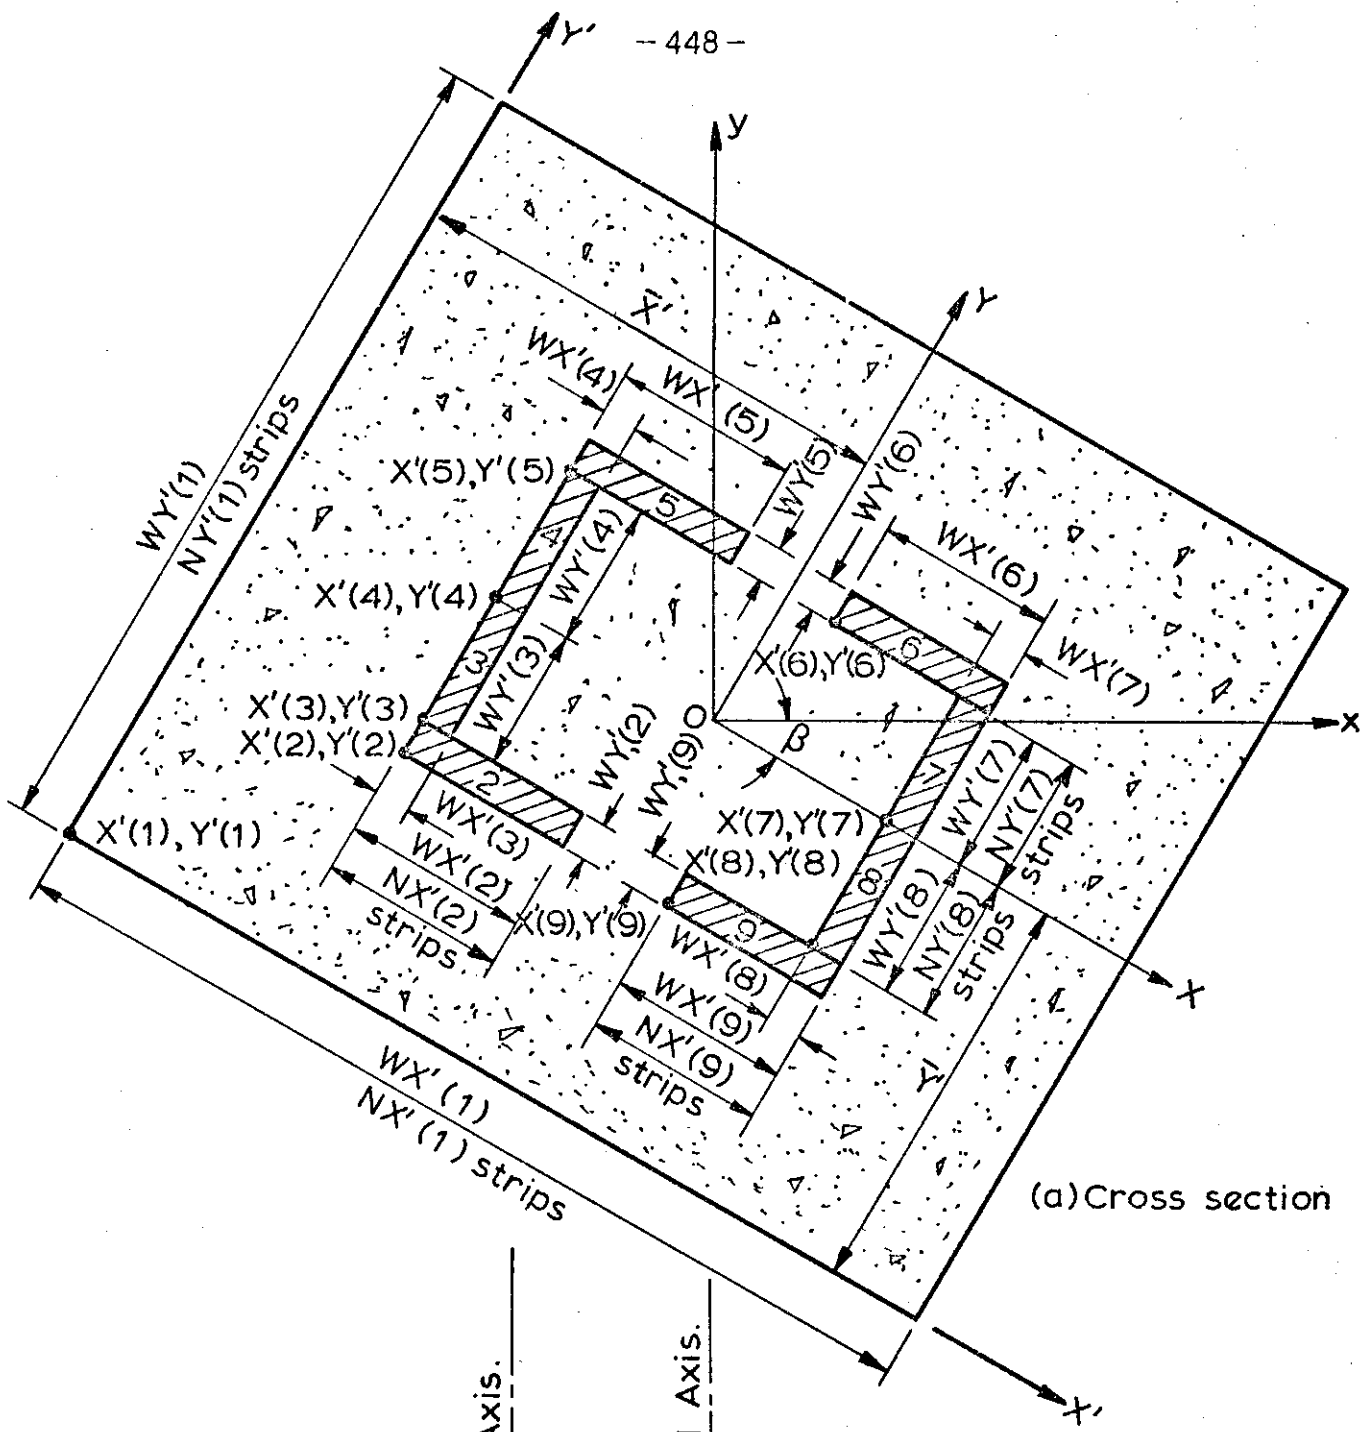 - 448 -
Y'
y
Y
X̄'
WX'(4)
WX'(5)
WY'(5)
WY'(6)
WX'(6)
WX'(7)
WY'(1)
NY'(1) strips
X'(5),Y'(5)
5
4
WY'(4)
X'(4),Y'(4)
3
WY'(3)
6
X'(6),Y'(6)
X'(3),Y'(3)
X'(2),Y'(2)
2
WY'(2)
WY'(9)
O
β
x
7
X'(7),Y'(7)
X'(8),Y'(8)
WY'(7)
NY'(7)
strips
X'(1),Y'(1)
WX'(3)
WX'(2)
NX'(2)
strips
X'(9),Y'(9)
9
8
WX'(8)
WX'(9)
NX'(9)
strips
WY'(8)
NY'(8)
strips
X
Ȳ'
WX'(1)
NX'(1) strips
(a) Cross section
X'
Axis.
Axis.